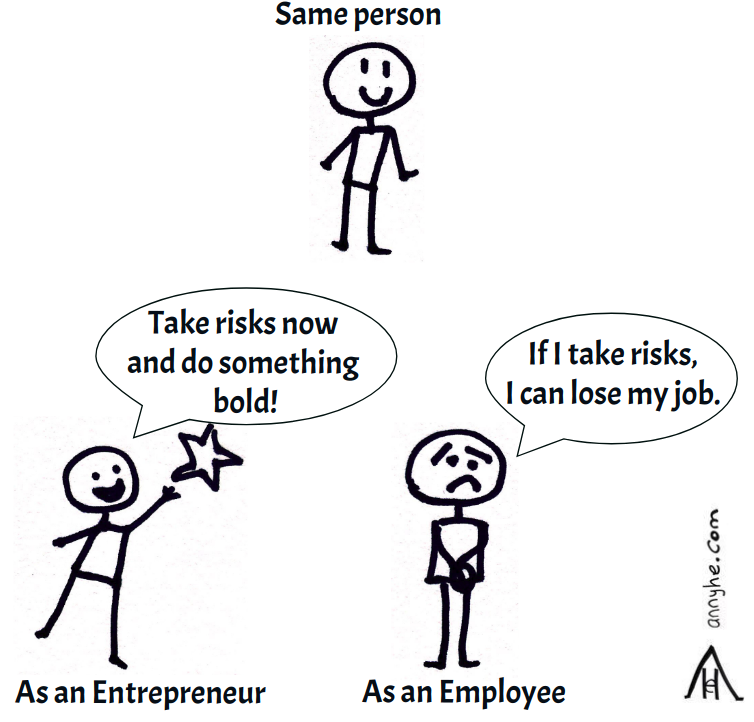 Same person
Take risks now
and do something
bold!
If I take risks,
I can lose my job.
As an Entrepreneur
As an Employee
annyhe.com